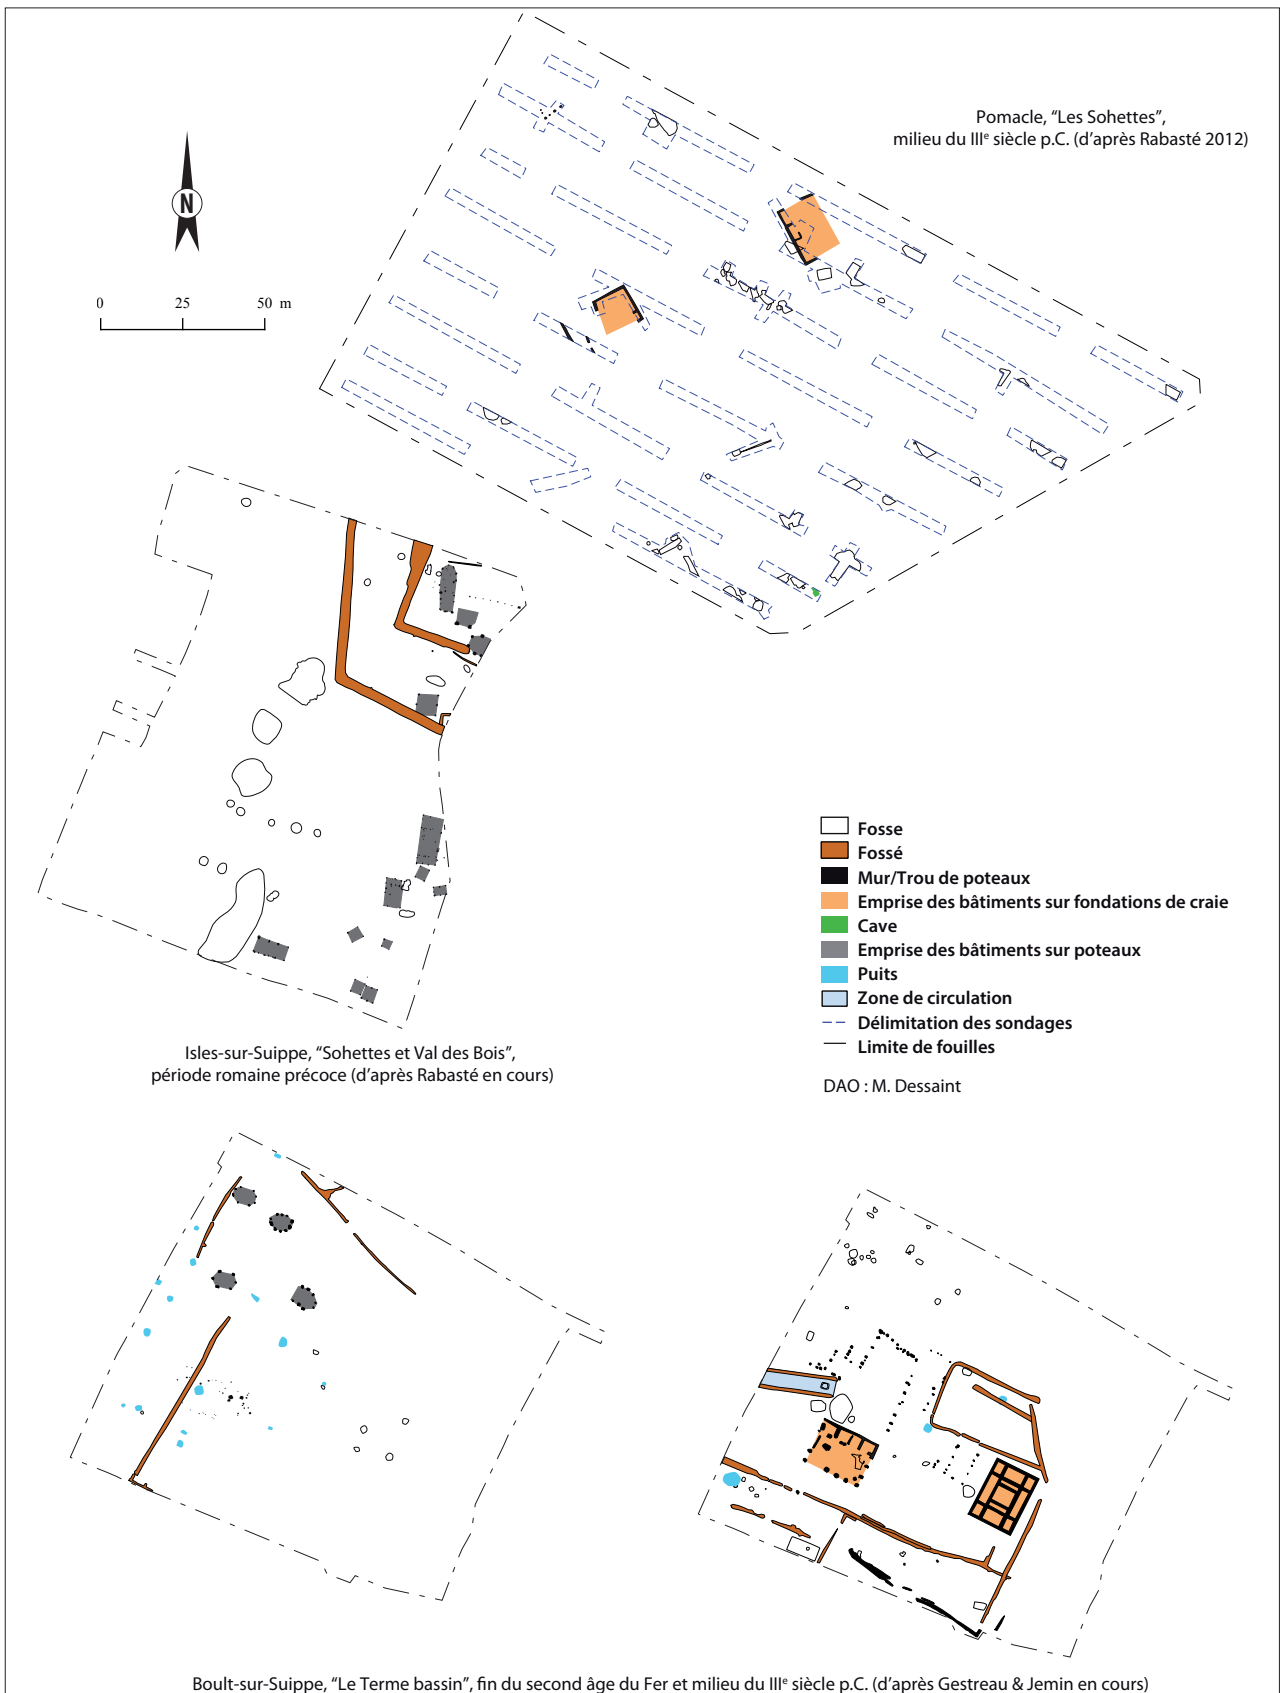 Pomacle, “Les Sohettes”,
milieu du IIIe siècle p.C. (d’après Rabasté 2012)
N
0 25 50 m
Fosse
Fossé
Mur/Trou de poteaux
Emprise des bâtiments sur fondations de craie
Cave
Emprise des bâtiments sur poteaux
Puits
Zone de circulation
Délimitation des sondages
Limite de fouilles
DAO : M. Dessaint
Isles-sur-Suippe, “Sohettes et Val des Bois”,
période romaine précoce (d’après Rabasté en cours)
Boult-sur-Suippe, “Le Terme bassin”, fin du second âge du Fer et milieu du IIIe siècle p.C. (d’après Gestreau & Jemin en cours)